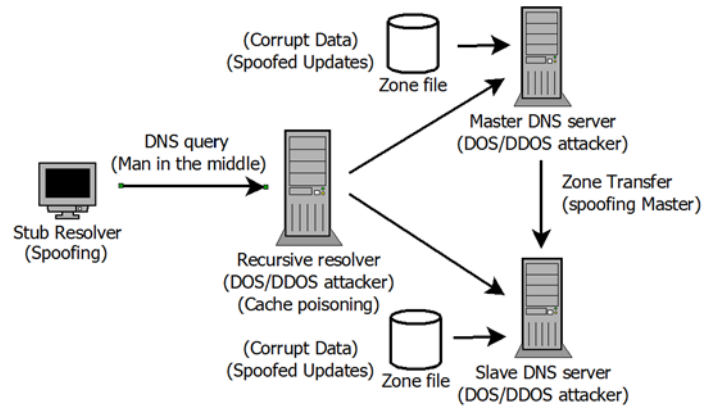 (Corrupt Data)
(Spoofed Updates)
Zone file
Master DNS server
(DOS/DDOS attacker)
DNS query
(Man in the middle)
Zone Transfer
(spoofing Master)
Stub Resolver
(Spoofing)
Recursive resolver
(DOS/DDOS attacker)
(Cache poisoning)
(Corrupt Data)
(Spoofed Updates)
Zone file
Slave DNS server
(DOS/DDOS attacker)